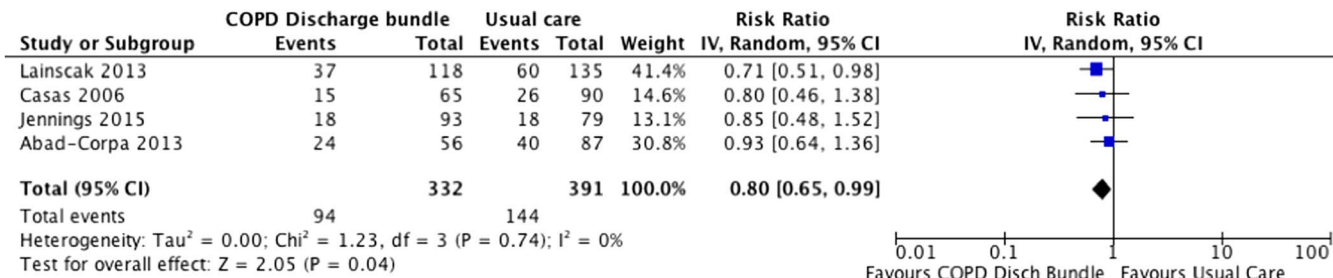 COPD Discharge bundle Usual care Risk Ratio Risk Ratio
Study or Subgroup Events Total Events Total Weight IV, Random, 95% CI IV, Random, 95% CI
Lainscak 2013 37 118 60 135 41.4% 0.71 [0.51, 0.98]
Casas 2006 15 65 26 90 14.6% 0.80 [0.46, 1.38]
Jennings 2015 18 93 18 79 13.1% 0.85 [0.48, 1.52]
Abad-Corpa 2013 24 56 40 87 30.8% 0.93 [0.64, 1.36]
Total (95% CI) 332 391 100.0% 0.80 [0.65, 0.99]
Total events 94 144
Heterogeneity: Tau² = 0.00; Chi² = 1.23, df = 3 (P = 0.74); I² = 0%
Test for overall effect: Z = 2.05 (P = 0.04)
0.01 0.1 1 10 100
Favours COPD Disch Bundle Favours Usual Care